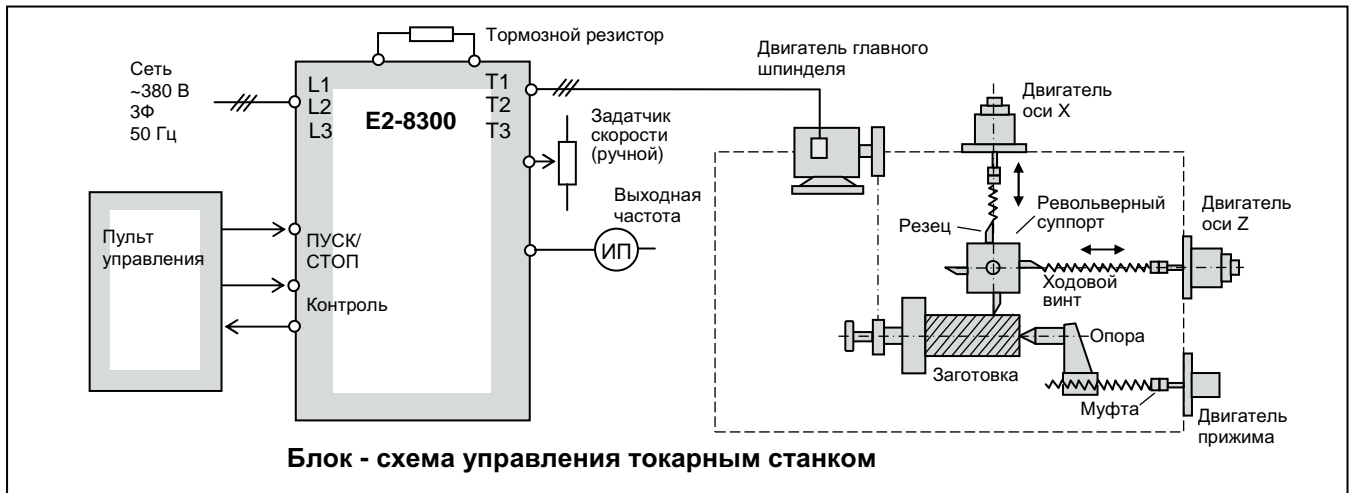 Тормозной резистор
Сеть
~380 В
3Ф
50 Гц
L1
L2
L3
T1
T2
T3
E2-8300
Задатчик
скорости
(ручной)
Выходная
частота
ИП
Пульт
управления
ПУСК/
СТОП
Контроль
Двигатель главного
шпинделя
Двигатель
оси X
Резец
Револьверный
суппорт
Двигатель
оси Z
Ходовой
винт
Опора
Заготовка
Муфта
Двигатель
прижима
Блок - схема управления токарным станком